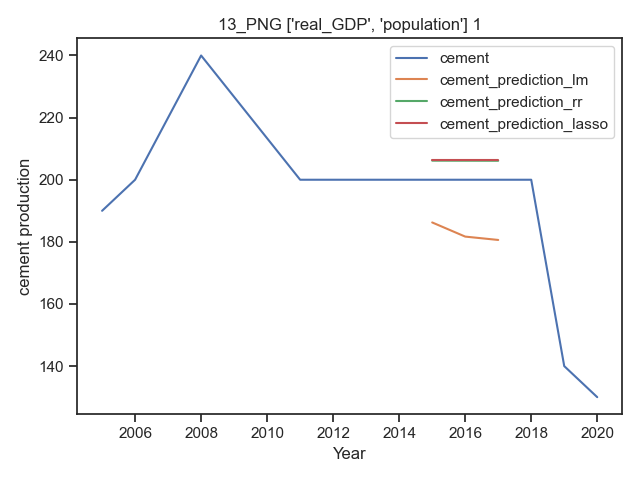 13_PNG ['real_GDP', 'population'] 1
cement
cement_prediction_lm
cement_prediction_rr
cement_prediction_lasso
240
220
200
180
160
140
cement production
2006 2008 2010 2012 2014 2016 2018 2020
Year